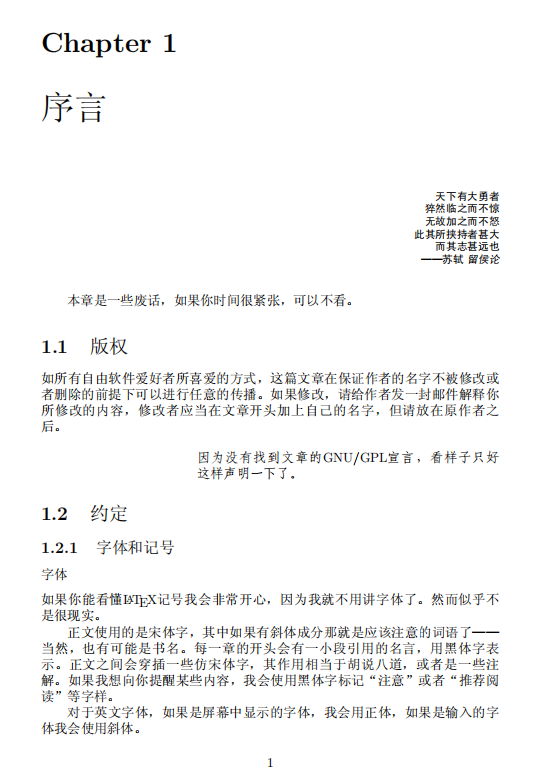 Chapter 1
序言
天下有大勇者
猝然临之而不惊
无故加之而不怒
此其所挟持者甚大
而其志甚远也
——苏轼 留侯论
本章是一些废话，如果你时间很紧张，可以不看。
1.1 版权
如所有自由软件爱好者所喜爱的方式，这篇文章在保证作者的名字不被修改或
者删除的前提下可以进行任意的传播。如果修改，请给作者发一封邮件解释你
所修改的内容，修改者应当在文章开头加上自己的名字，但请放在原作者之
后。
因为没有找到文章的GNU/GPL宣言，看样子只好
这样声明一下了。
1.2 约定
1.2.1 字体和记号
字体
如果你能看懂LATEX记号我会非常开心，因为我就不用讲字体了。然而似乎不
是很现实。
正文使用的是宋体字，其中如果有斜体成分那就是应该注意的词语了——
当然，也有可能是书名。每一章的开头会有一小段引用的名言，用黑体字表
示。正文之间会穿插一些仿宋体字，其作用相当于胡说八道，或者是一些注
解。如果我想向你提醒某些内容，我会使用黑体字标记“注意”或者“推荐阅
读”等字样。
对于英文字体，如果是屏幕中显示的字体，我会用正体，如果是输入的字
体我会使用斜体。
1